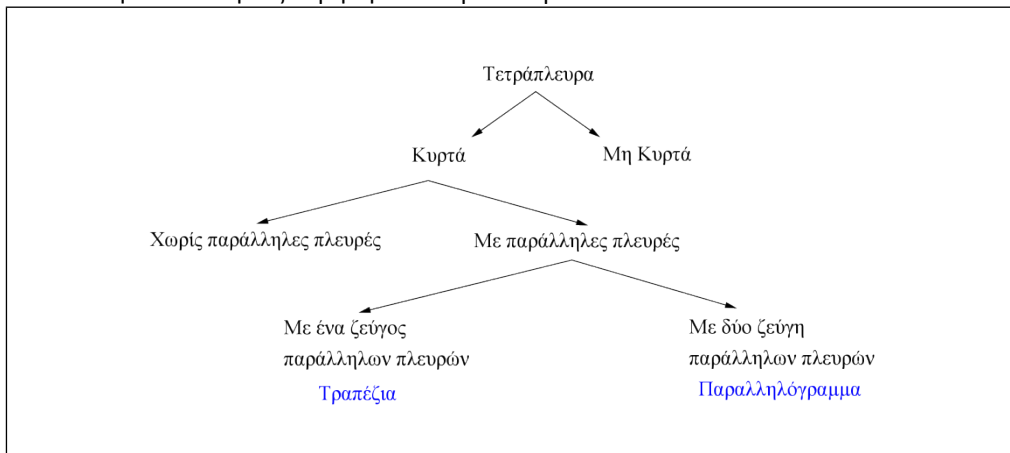 Τετράπλευρα
Κυρτά
Μη Κυρτά
Χωρίς παράλληλες πλευρές
Με παράλληλες πλευρές
Με ένα ζεύγος
παράλληλων πλευρών
Τραπέζια
Με δύο ζεύγη
παράλληλων πλευρών
Παραλληλόγραμμα